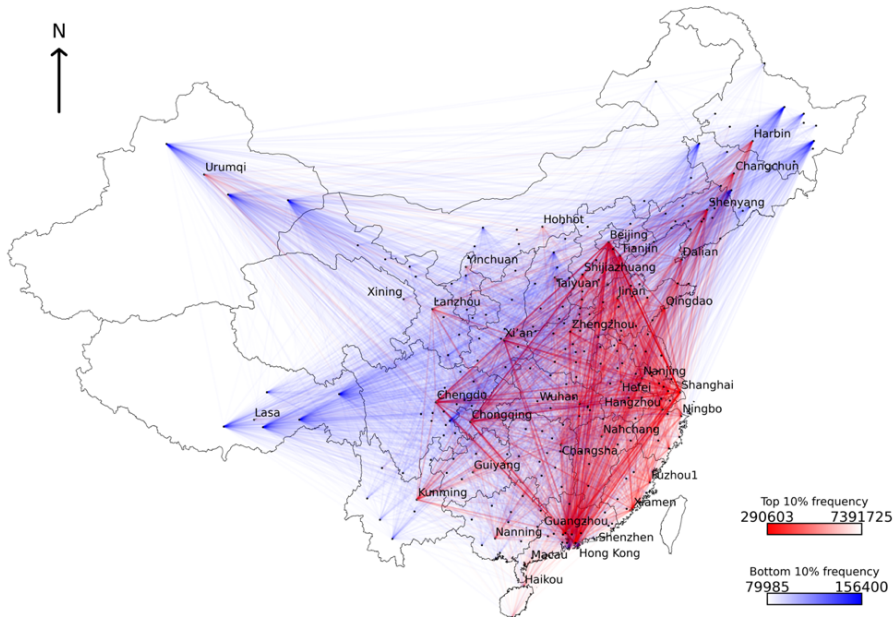 N
Harbin
Urumqi
Changchun
Shenyang
Hohhot
Beijing
Tianjin
Dalian
Yinchuan
Shijiazhuang
Taiyuan
Xining
Jinan
Lanzhou
Qingdao
Zhengzhou
Xi'an
Nanjing
Hefei
Shanghai
Chengdo
Wuhan
Hangzhou
Ningbo
Lasa
Chongqing
Nahchang
Changsha
Guiyang
Fuzhou1
Kunming
Xiamen
Top 10% frequency
290603 7391725
Guangzhou
Nanning
Shenzhen
Macau
Hong Kong
Bottom 10% frequency
Haikou
79985 156400